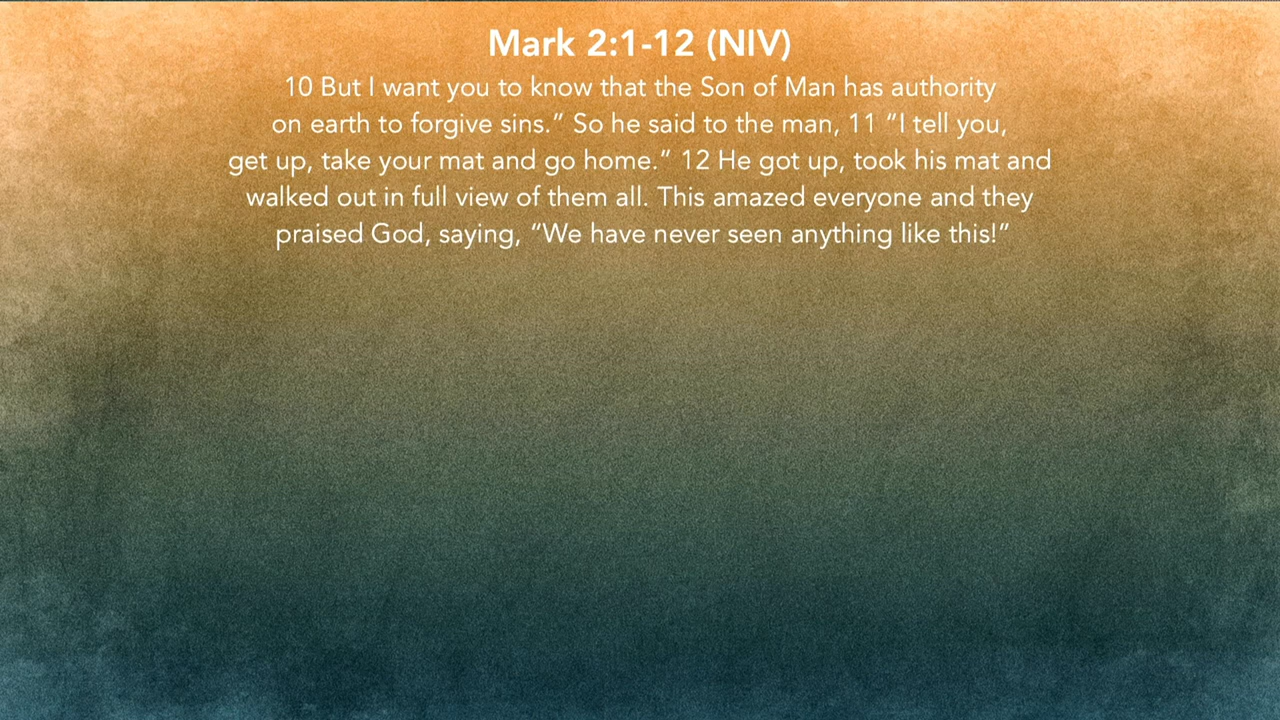 Mark 2:1-12 (NIV)
10 But I want you to know that the Son of Man has authority
on earth to forgive sins.” So he said to the man, 11 “I tell you,
get up, take your mat and go home.” 12 He got up, took his mat and
walked out in full view of them all. This amazed everyone and they
praised God, saying, “We have never seen anything like this!”